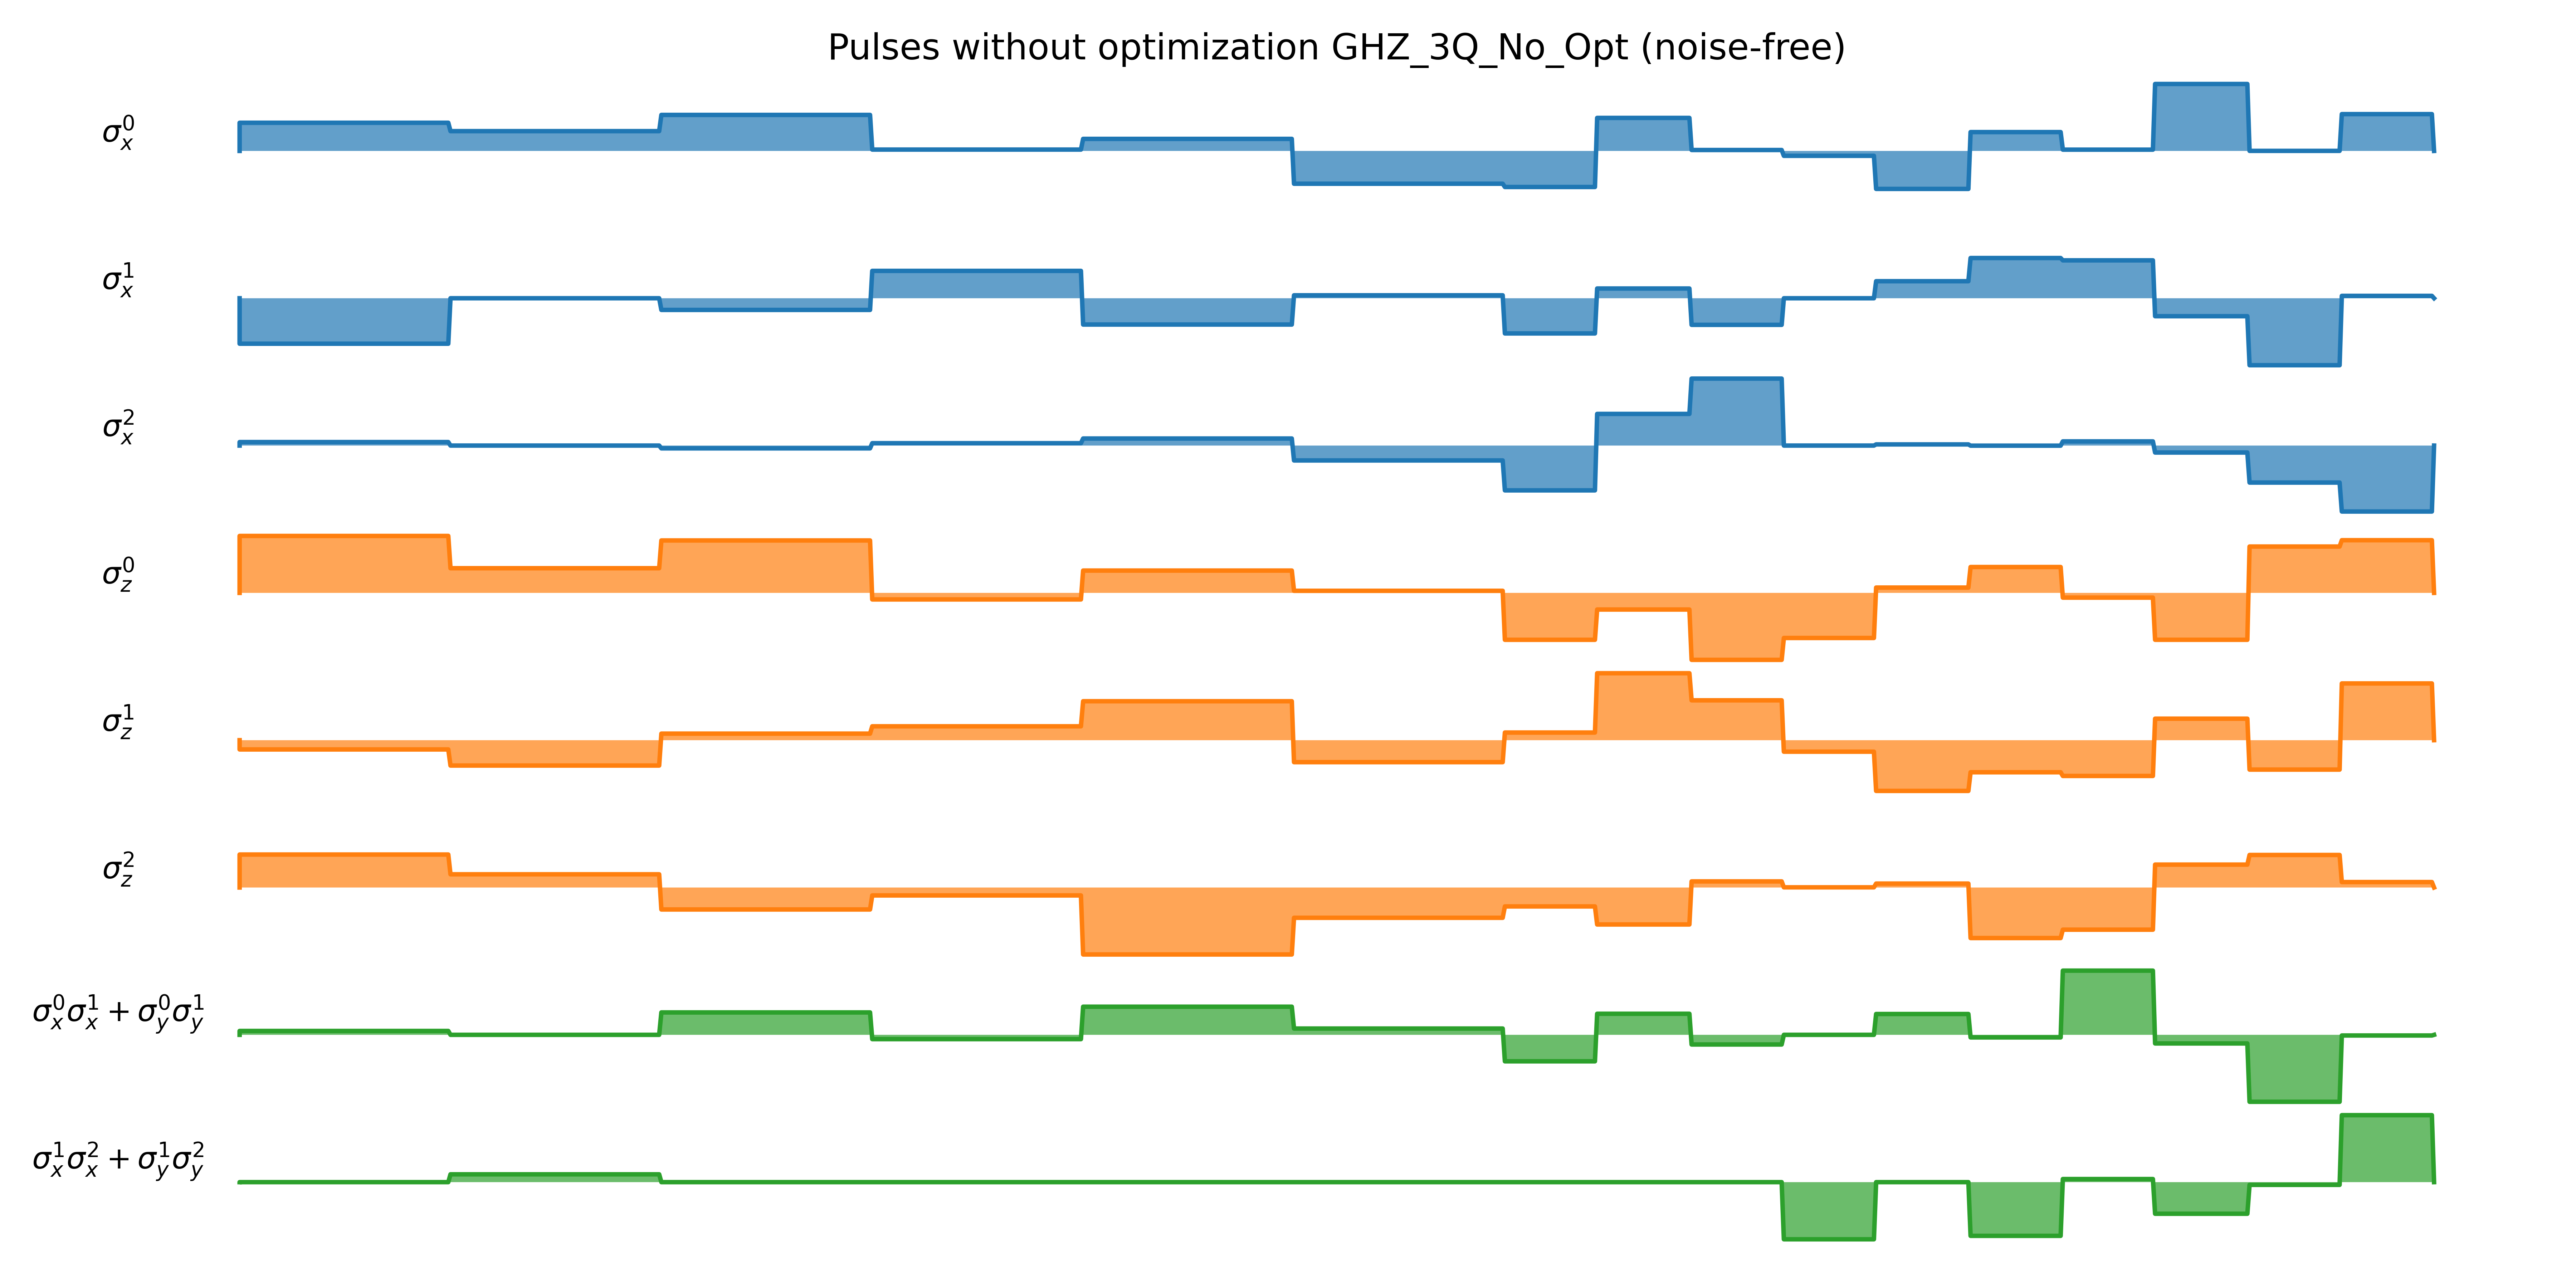 Pulses without optimization GHZ_3Q_No_Opt (noise-free)
σ_x^0
σ_x^1
σ_x^2
σ_z^0
σ_z^1
σ_z^2
σ_x^0σ_x^1 + σ_y^0σ_y^1
σ_x^1σ_x^2 + σ_y^1σ_y^2